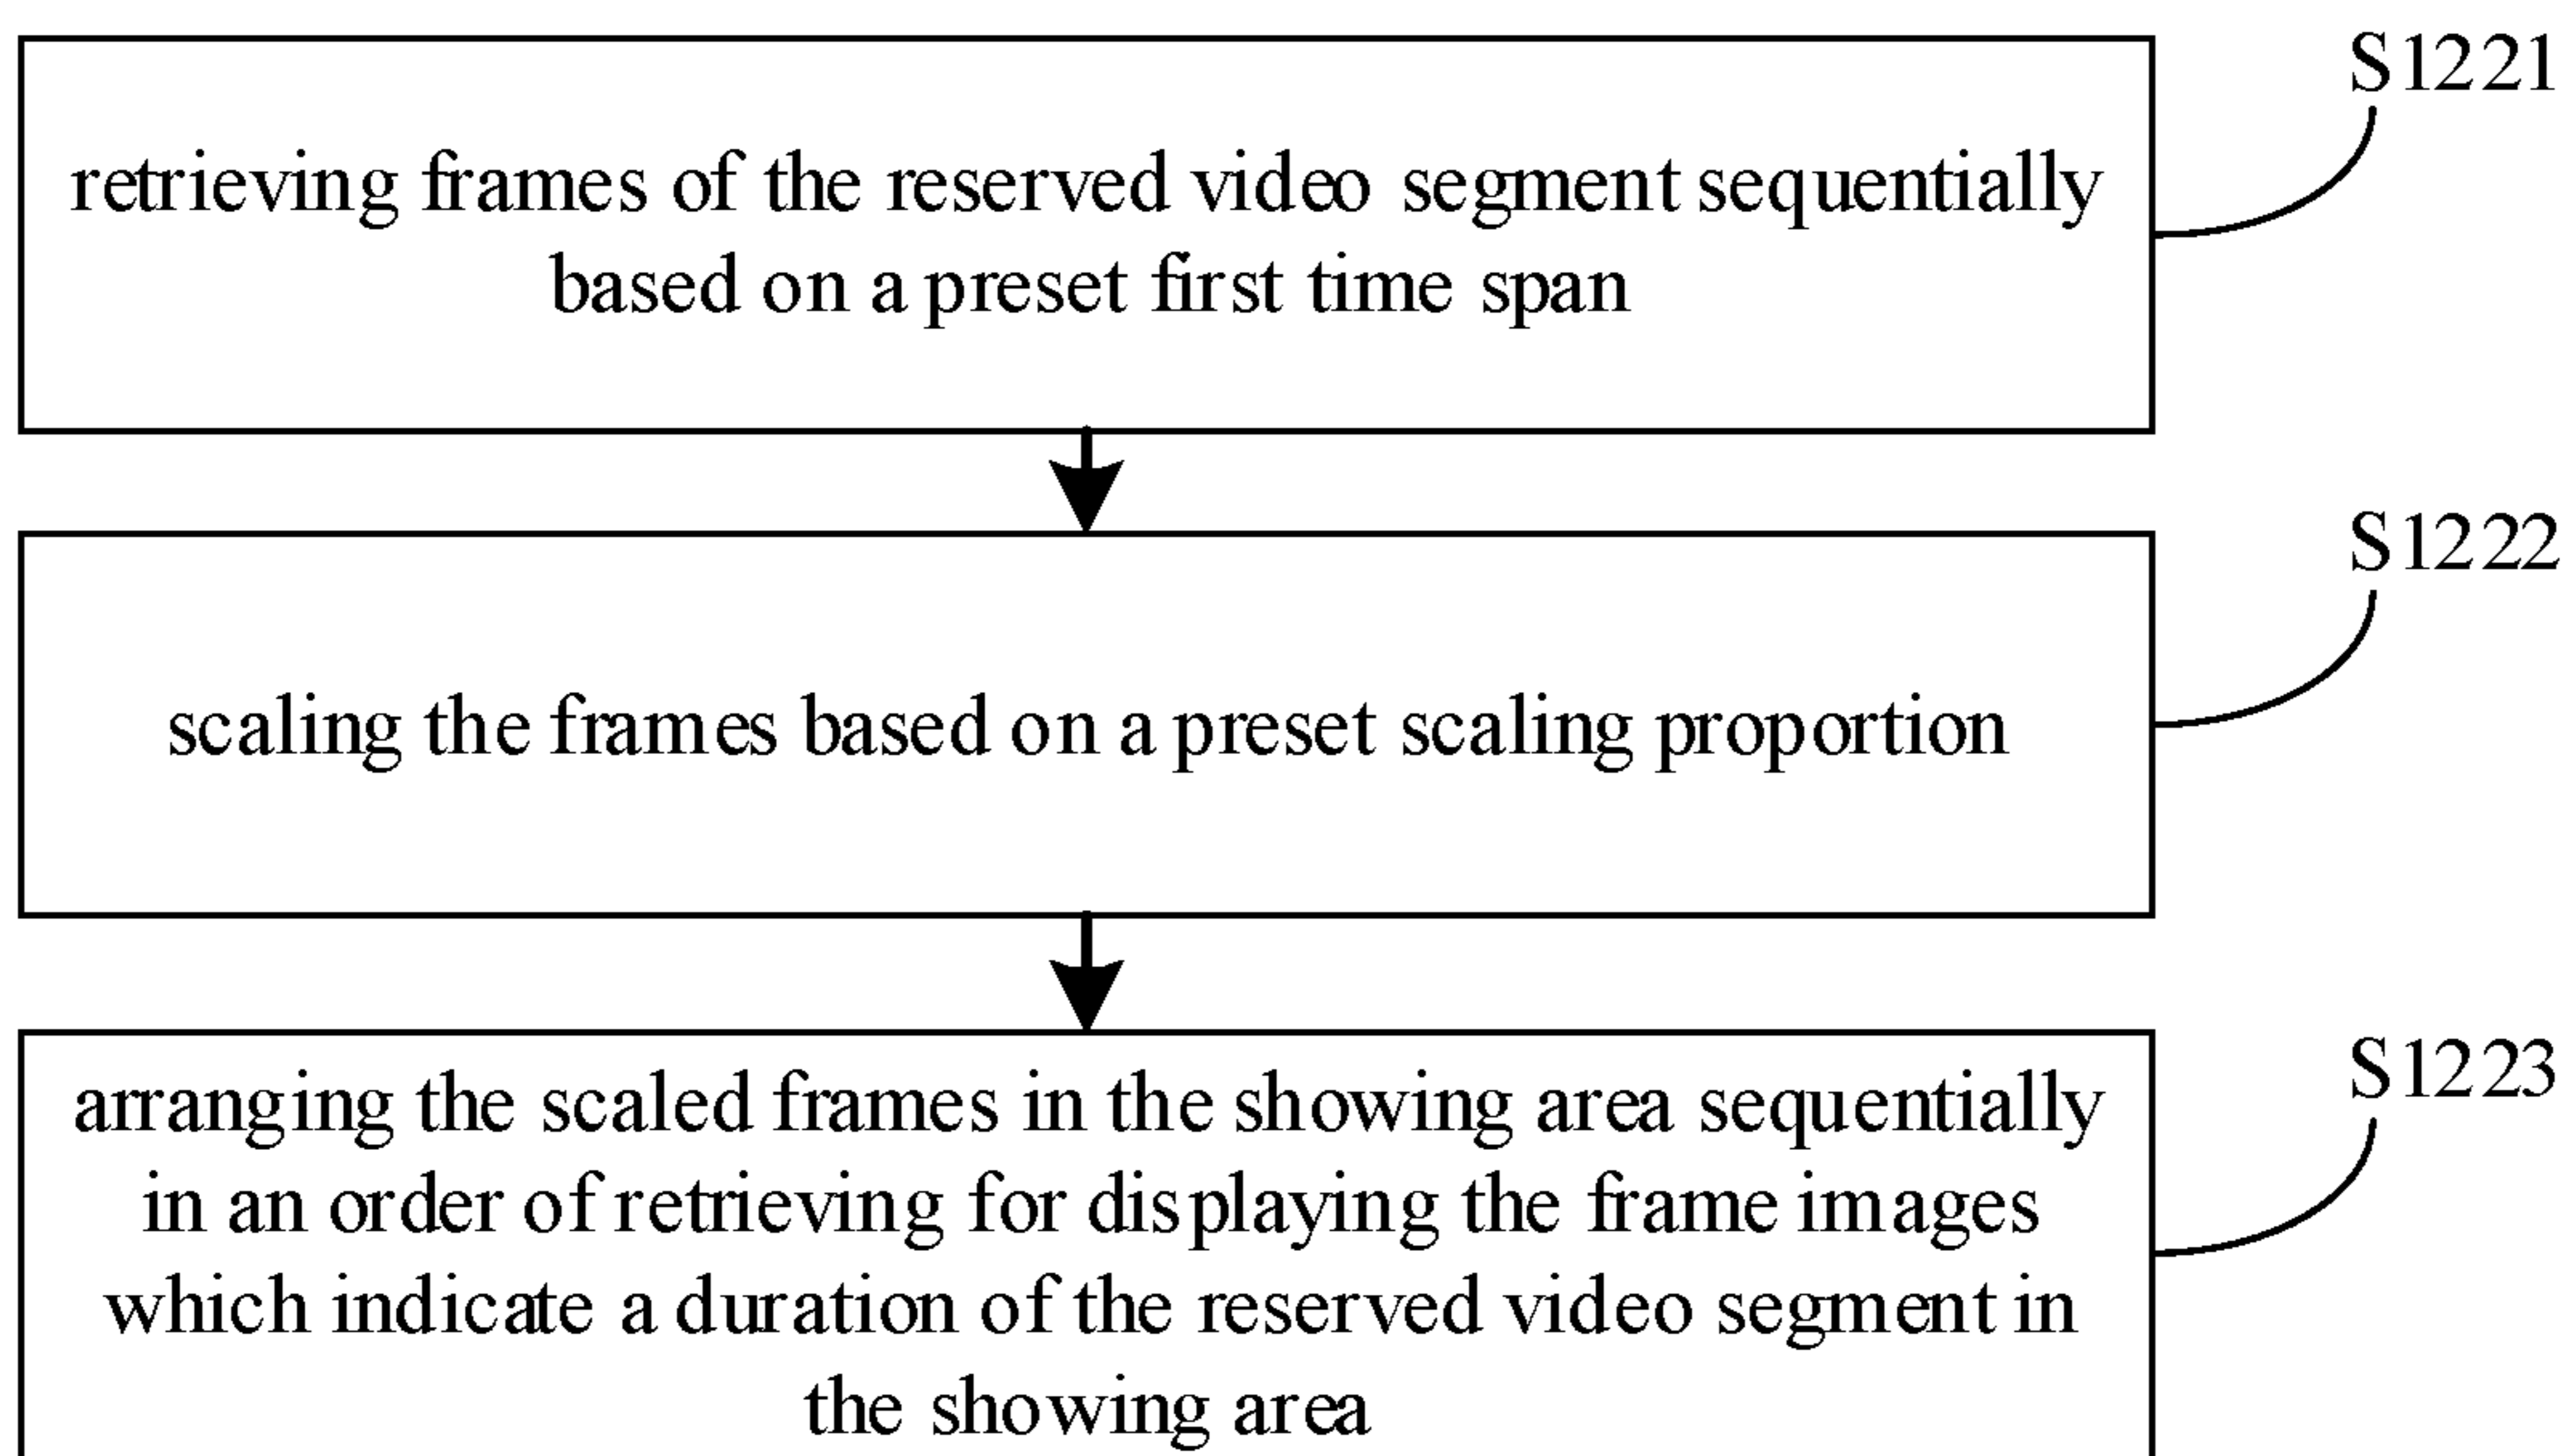 S1221
retrieving frames of the reserved video segment sequentially
based on a preset first time span
S1222
scaling the frames based on a preset scaling proportion
S1223
arranging the scaled frames in the showing area sequentially
in an order of retrieving for displaying the frame images
which indicate a duration of the reserved video segment in
the showing area